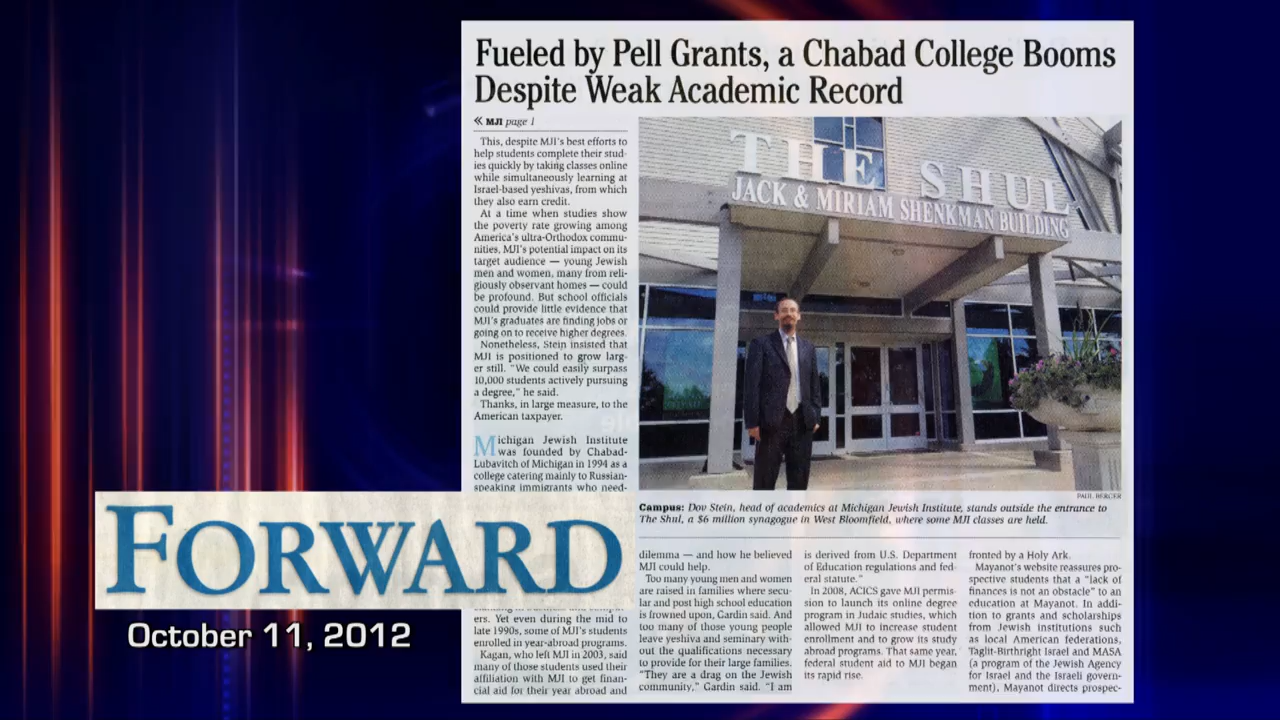 Fueled by Pell Grants, a Chabad College Booms
Despite Weak Academic Record
« MJI page 1
This, despite MJI's best efforts to
help students complete their stud-
ies quickly by taking classes online
while simultaneously learning at
Israel-based yeshivas, from which
they also earn credit.
At a time when studies show
the poverty rate growing among
America's ultra-Orthodox commu-
nities, MJI's potential impact on its
target audience — young Jewish
men and women, many from reli-
giously observant homes — could
be profound. But school officials
could provide little evidence that
MJI's graduates are finding jobs or
going on to receive higher degrees.
Nonetheless, Stein insisted that
MJI is positioned to grow larg-
er still. "We could easily surpass
10,000 students actively pursuing
a degree," he said.
Thanks, in large measure, to the
American taxpayer.
Michigan Jewish Institute
was founded by Chabad-
Lubavitch of Michigan in 1994 as a
college catering mainly to Russian-
speaking immigrants who need-
ers. Yet even during the mid to
late 1990s, some of MJI's students
enrolled in year-abroad programs.
Kagan, who left MJI in 2003, said
many of those students used their
affiliation with MJI to get finan-
cial aid for their year abroad and
THE SHUL
JACK & MIRIAM SHENKMAN BUILDING
PAUL BERGER
Campus: Dov Stein, head of academics at Michigan Jewish Institute, stands outside the entrance to
The Shul, a $6 million synagogue in West Bloomfield, where some MJI classes are held.
dilemma — and how he believed
MJI could help.
Too many young men and women
are raised in families where secu-
lar and post high school education
is frowned upon, Gardin said. And
too many of those young people
leave yeshiva and seminary with-
out the qualifications necessary
to provide for their large families.
"They are a drag on the Jewish
community," Gardin said. "I am
is derived from U.S. Department
of Education regulations and fed-
eral statute."
In 2008, ACICS gave MJI permis-
sion to launch its online degree
program in Judaic studies, which
allowed MJI to increase student
enrollment and to grow its study
abroad programs. That same year,
federal student aid to MJI began
its rapid rise.
fronted by a Holy Ark.
Mayanot's website reassures pro-
spective students that a "lack of
finances is not an obstacle" to an
education at Mayanot. In addi-
tion to grants and scholarships
from Jewish institutions such
as local American federations,
Taglit-Birthright Israel and MASA
(a program of the Jewish Agency
for Israel and the Israeli govern-
ment), Mayanot directs prospec-
FORWARD
October 11, 2012